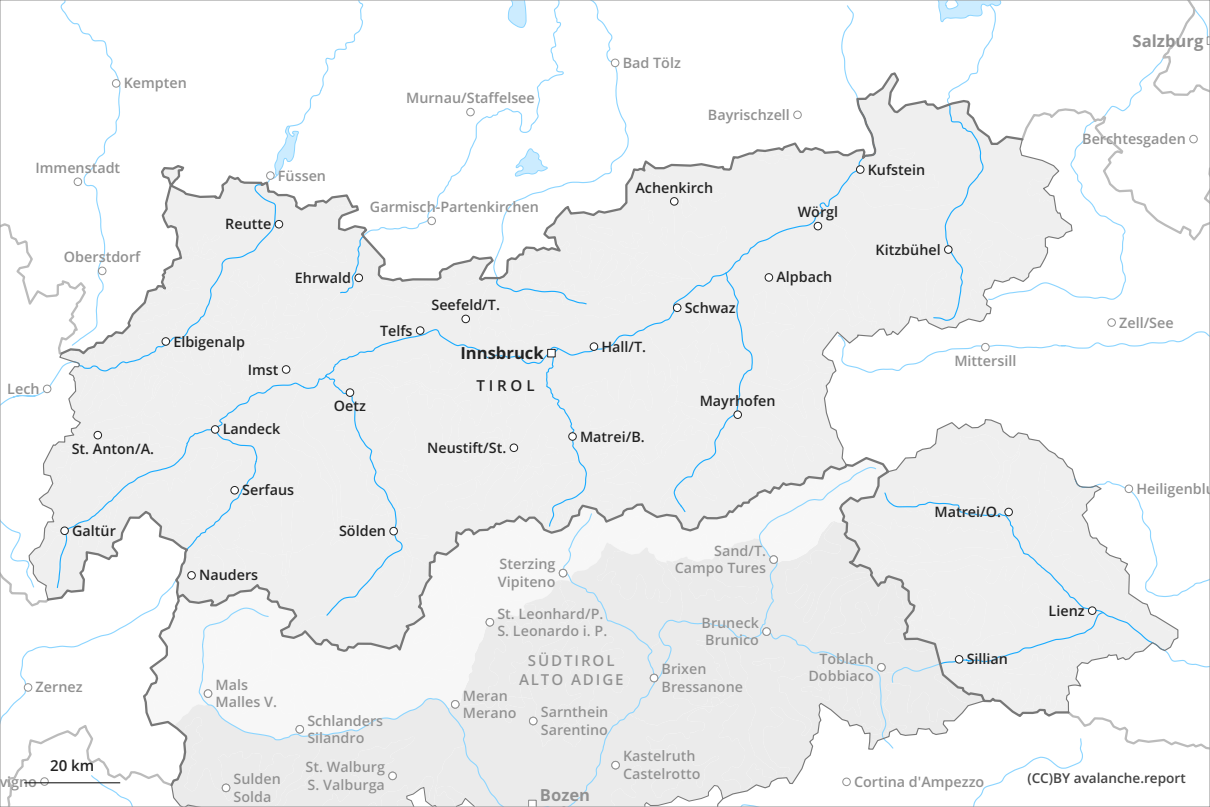 Salzburg
Bad Tölz
Kempten
Murnau/Staffelsee
Bayrischzell
Berchtesgaden
Immenstadt
Füssen
Kufstein
Achenkirch
Garmisch-Partenkirchen
Wörgl
Reutte
Kitzbühel
Oberstdorf
Ehrwald
Alpbach
Seefeld/T.
Schwaz
Zell/See
Telfs
Elbigenalp
Innsbruck
Hall/T.
Mittersill
Imst
TIROL
Lech
Oetz
Mayrhofen
Landeck
Matrei/B.
St. Anton/A.
Neustift/St.
Serfaus
Heiligenblu
Matrei/O.
Galtür
Sölden
Sand/T.
Campo Tures
Sterzing
Vipiteno
Nauders
Lienz
St. Leonhard/P.
S. Leonardo i. P.
Bruneck
Brunico
SÜDTIROL
ALTO ADIGE
Toblach
Dobbiaco
Sillian
Brixen
Bressanone
Mals
Malles V.
Zernez
Meran
Merano
Sarnthein
Sarentino
Schlanders
Silandro
Kastelruth
Castelrotto
20 km
St. Walburg
S. Valburga
vigno
Sulden
Solda
Cortina d'Ampezzo
(CC)BY avalanche.report
Bozen